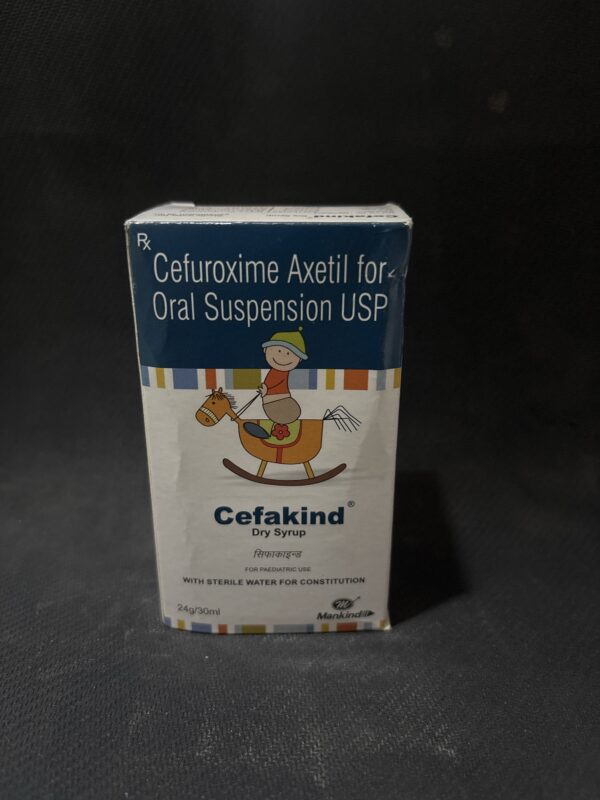 Cefakind®
Rx
Cefuroxime Axetil for
Oral Suspension USP
Cefakind®
Dry Syrup
सिफाकाइन्ड
FOR PAEDIATRIC USE
WITH STERILE WATER FOR CONSTITUTION
24g/30ml
Mankind